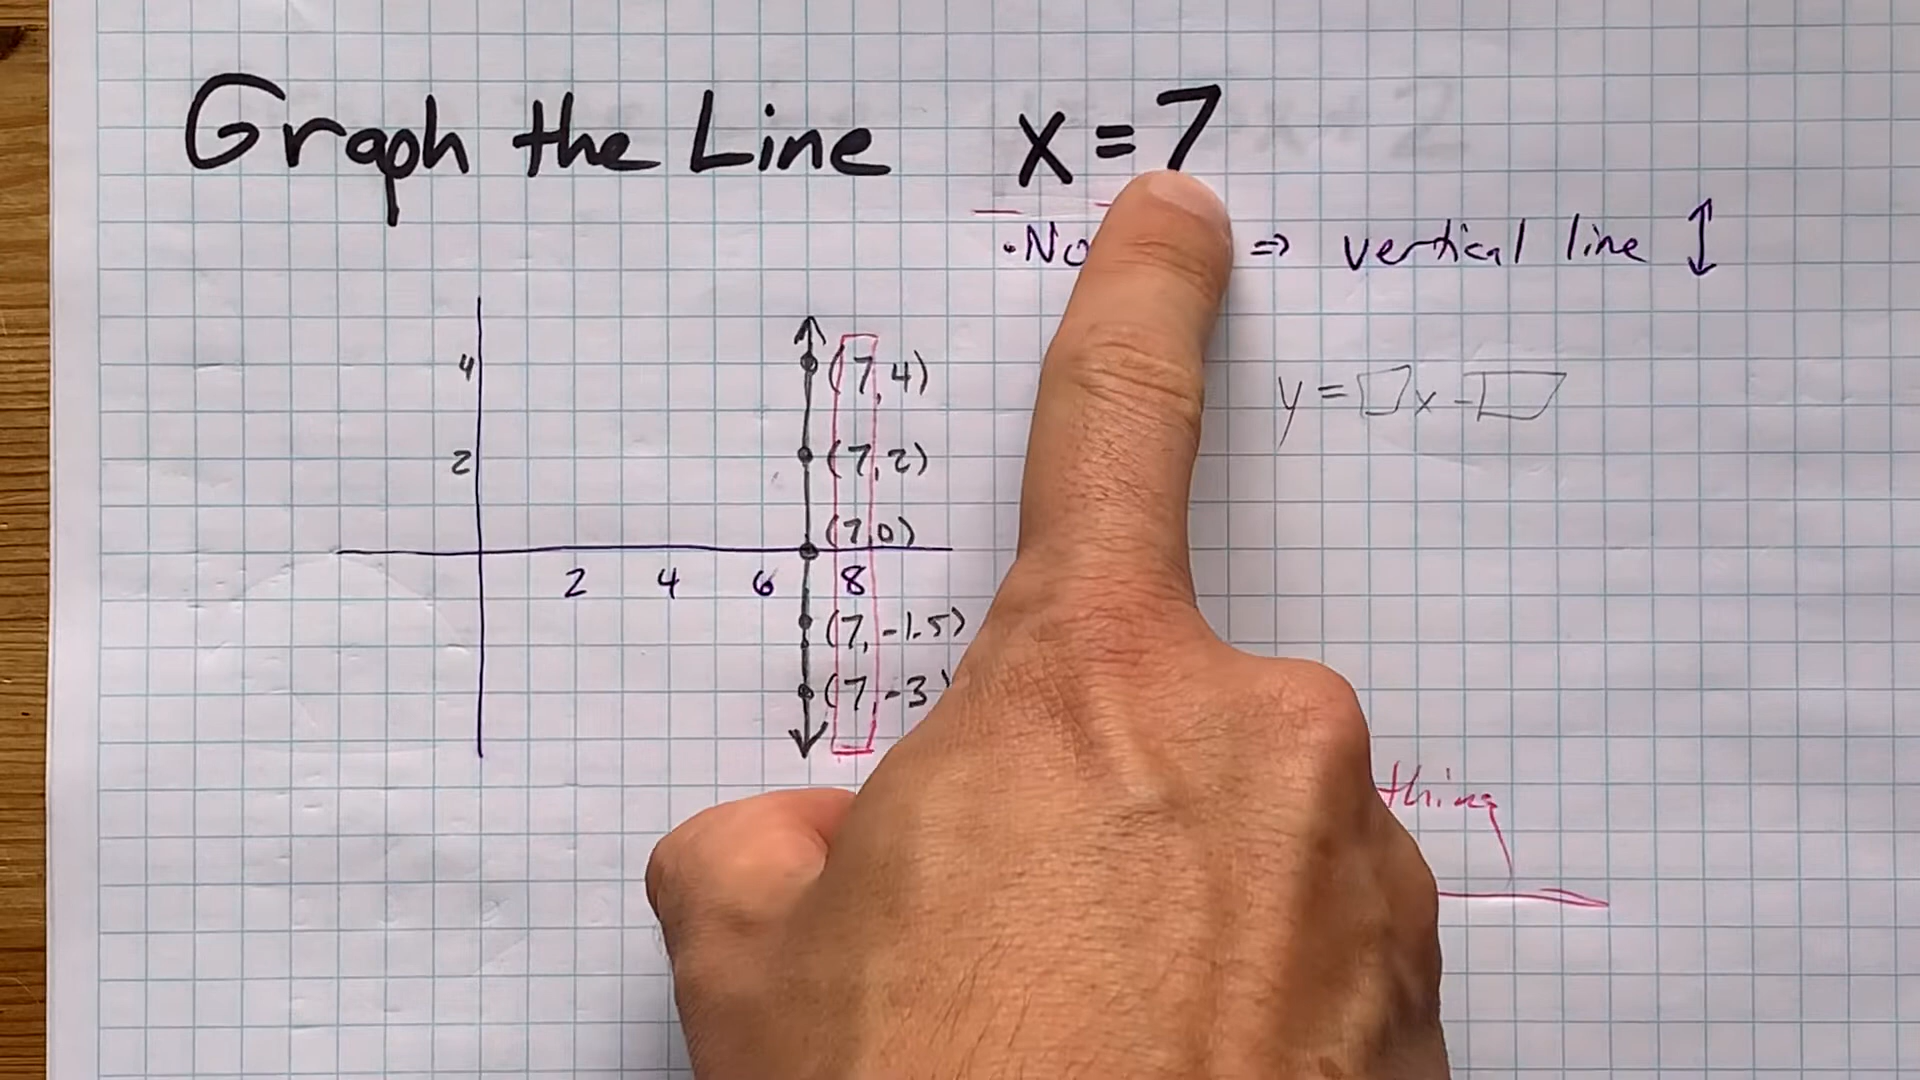 Graph the Line x = 7
• No ⇒ vertical line ↕
4
(7, 4)
y = □x - □
2
(7, 2)
(7, 0)
2 4 6 8
(7, -1.5)
(7, -3)
thing